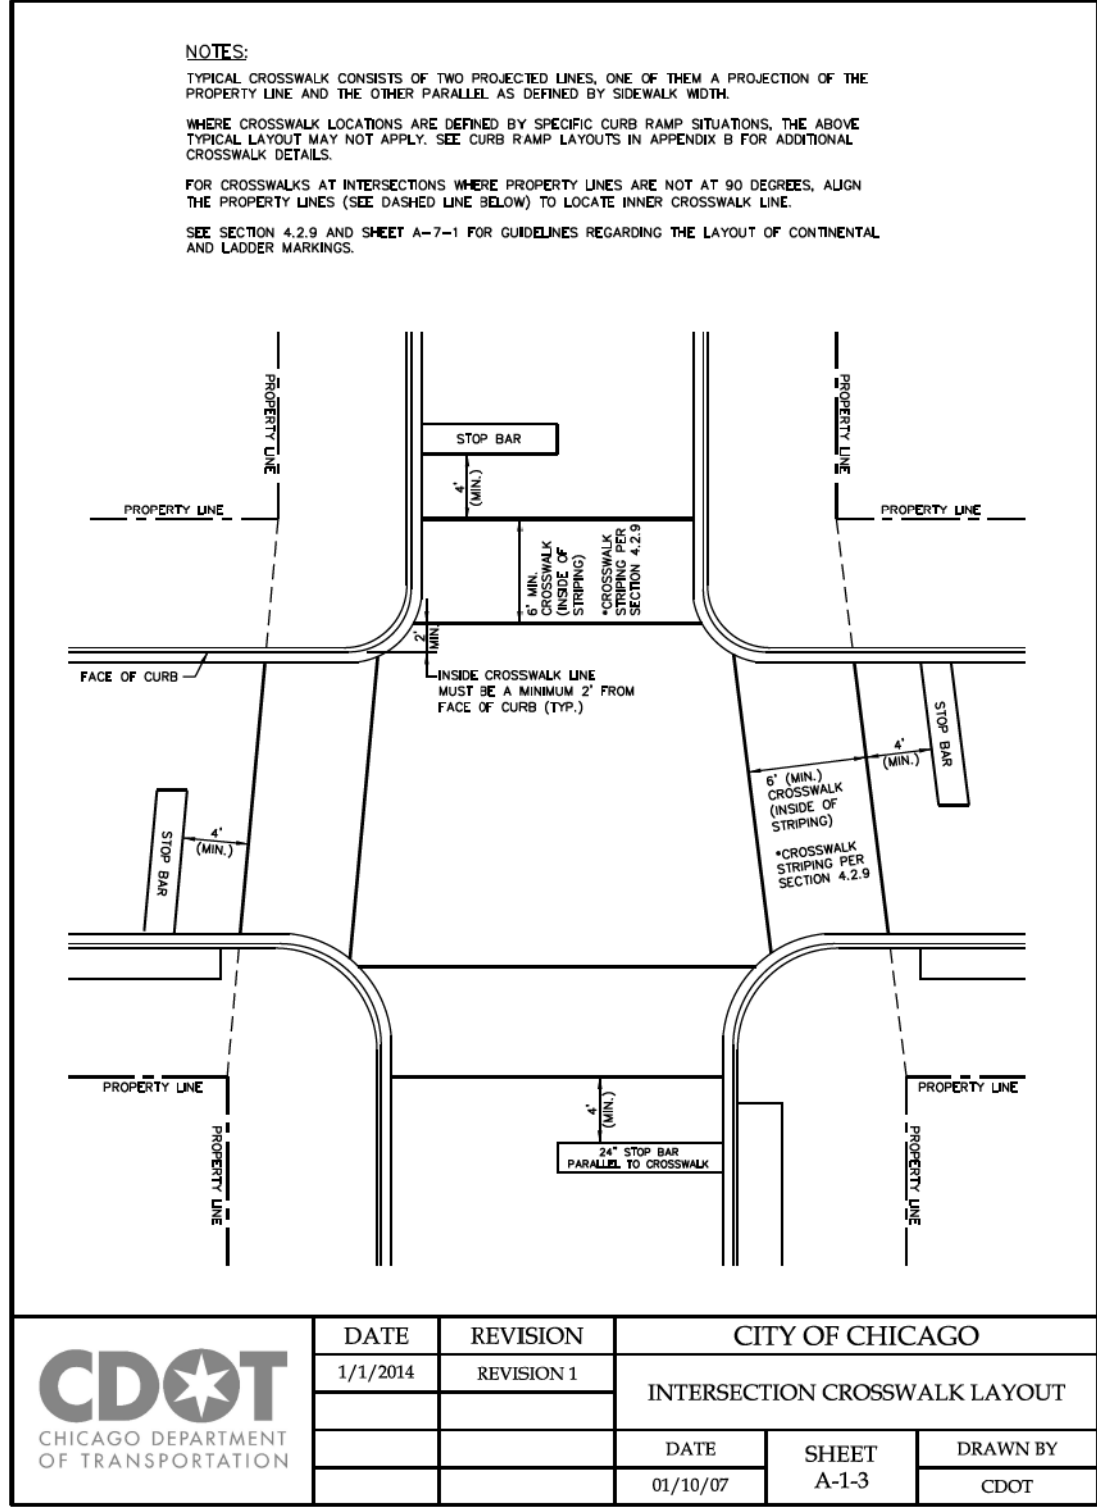 NOTES:
TYPICAL CROSSWALK CONSISTS OF TWO PROJECTED LINES, ONE OF THEM A PROJECTION OF THE
PROPERTY LINE AND THE OTHER PARALLEL AS DEFINED BY SIDEWALK WIDTH.
WHERE CROSSWALK LOCATIONS ARE DEFINED BY SPECIFIC CURB RAMP SITUATIONS, THE ABOVE
TYPICAL LAYOUT MAY NOT APPLY. SEE CURB RAMP LAYOUTS IN APPENDIX B FOR ADDITIONAL
CROSSWALK DETAILS.
FOR CROSSWALKS AT INTERSECTIONS WHERE PROPERTY LINES ARE NOT AT 90 DEGREES, ALIGN
THE PROPERTY LINES (SEE DASHED LINE BELOW) TO LOCATE INNER CROSSWALK LINE.
SEE SECTION 4.2.9 AND SHEET A-7-1 FOR GUIDELINES REGARDING THE LAYOUT OF CONTINENTAL
AND LADDER MARKINGS.
PROPERTY LINE
PROPERTY LINE
STOP BAR
4'
(MIN.)
PROPERTY LINE
PROPERTY LINE
6' MIN.
CROSSWALK
(INSIDE OF
STRIPING)
*CROSSWALK
STRIPING PER
SECTION 4.2.9
2'
MIN.
FACE OF CURB
INSIDE CROSSWALK LINE
MUST BE A MINIMUM 2' FROM
FACE OF CURB (TYP.)
STOP BAR
4'
(MIN.)
6' (MIN.)
CROSSWALK
(INSIDE OF
STRIPING)
*CROSSWALK
STRIPING PER
SECTION 4.2.9
STOP BAR
4'
(MIN.)
PROPERTY LINE
PROPERTY LINE
PROPERTY LINE
PROPERTY LINE
4'
(MIN.)
24" STOP BAR
PARALLEL TO CROSSWALK
CDOT
CHICAGO DEPARTMENT
OF TRANSPORTATION
DATE
REVISION
1/1/2014
REVISION 1
CITY OF CHICAGO
INTERSECTION CROSSWALK LAYOUT
DATE
01/10/07
SHEET
A-1-3
DRAWN BY
CDOT